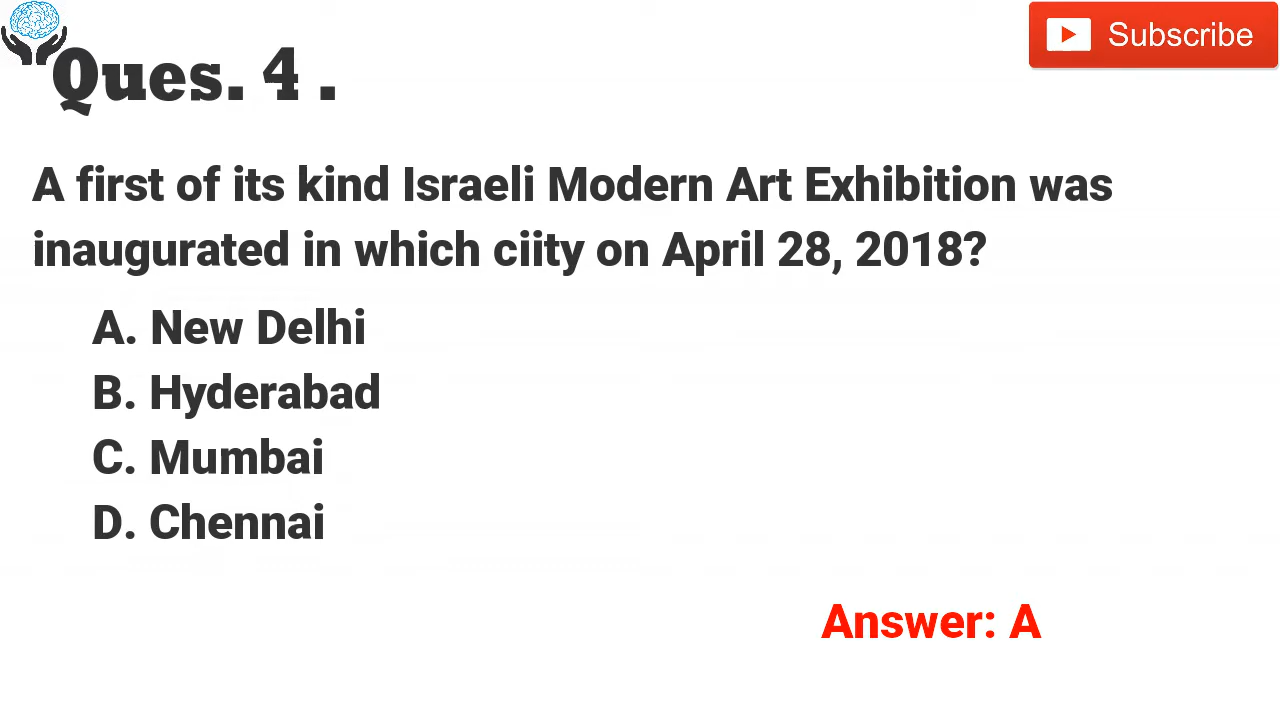 Subscribe
Ques. 4 .
A first of its kind Israeli Modern Art Exhibition was
inaugurated in which ciity on April 28, 2018?
A. New Delhi
B. Hyderabad
C. Mumbai
D. Chennai
Answer: A